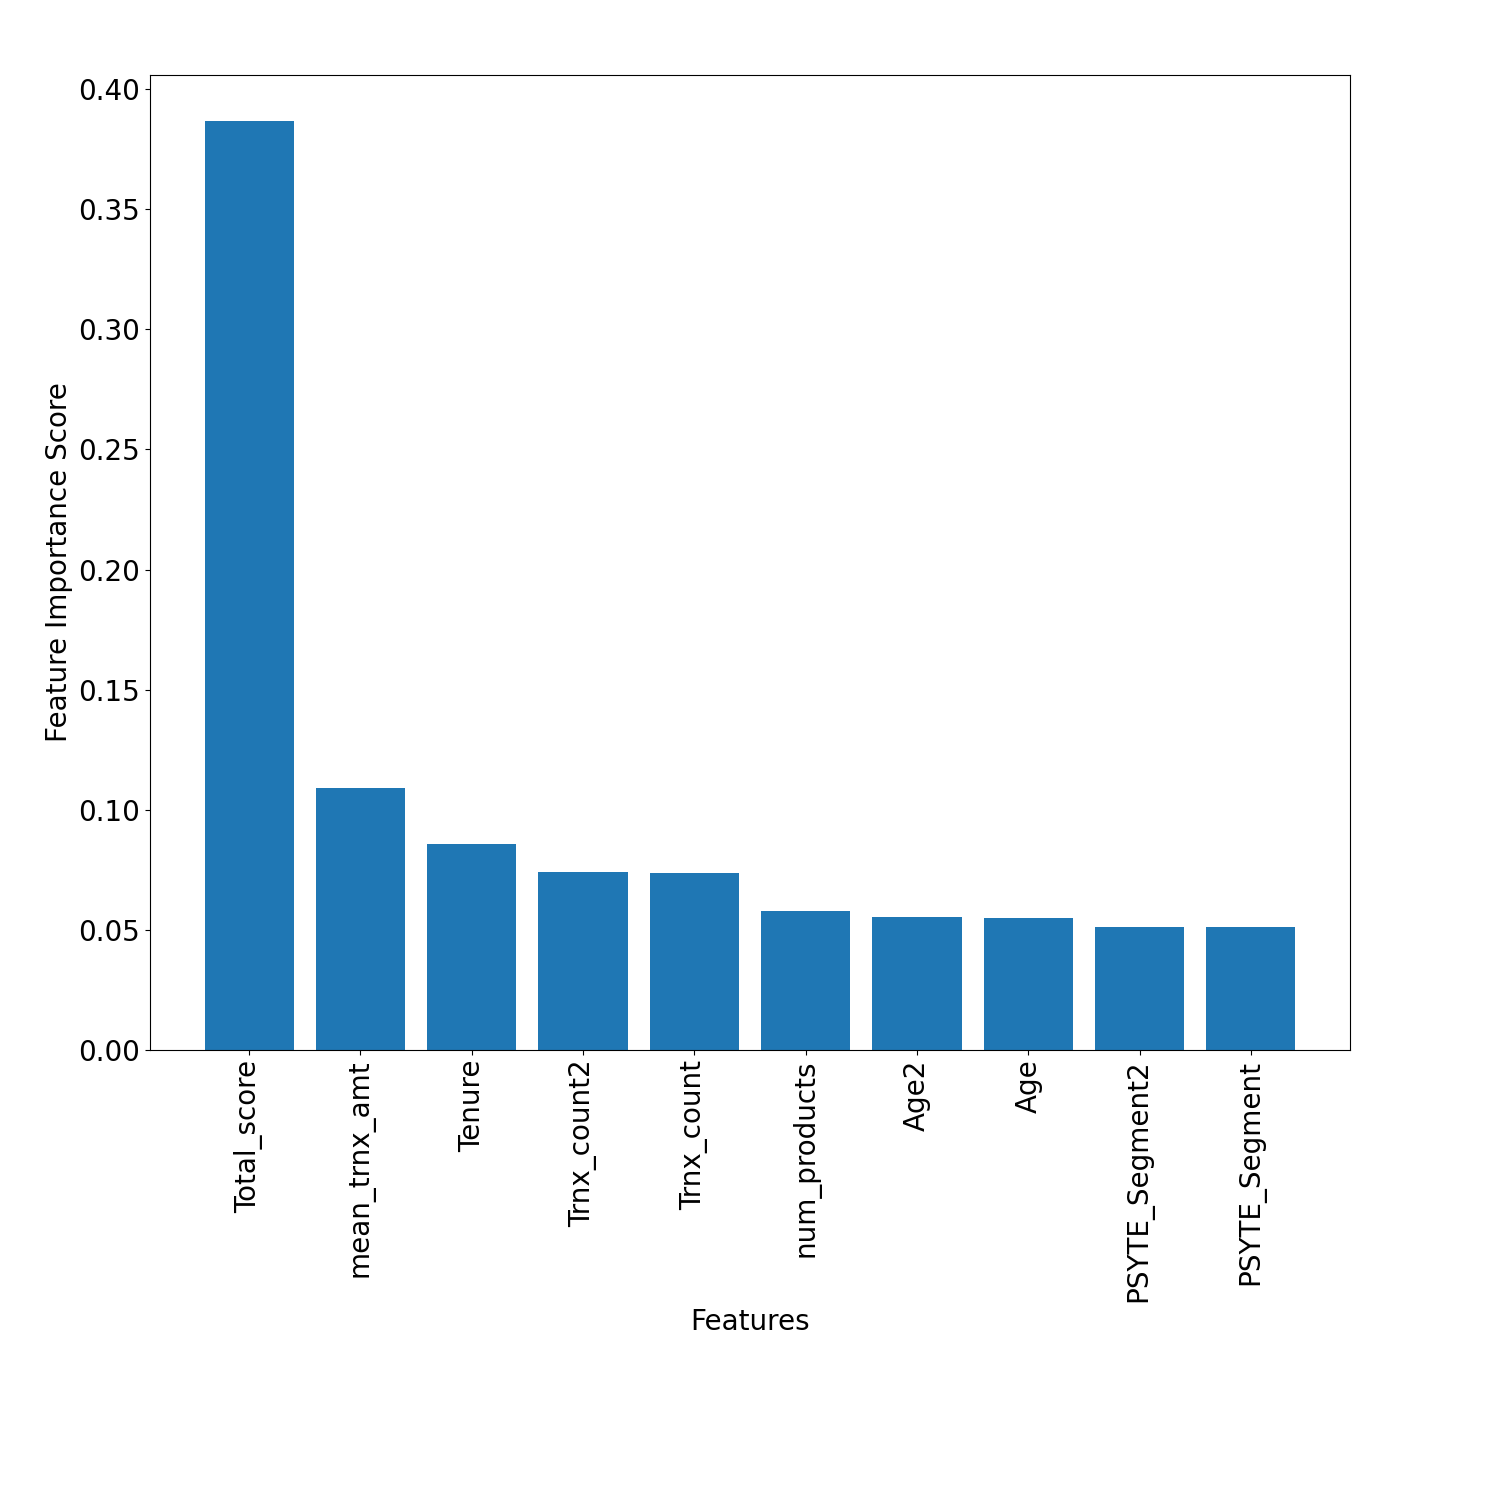 0.40
0.35
0.30
0.25
0.20
0.15
0.10
0.05
0.00
Feature Importance Score
Total_score
mean_trnx_amt
Tenure
Trnx_count2
Trnx_count
num_products
Age2
Age
PSYTE_Segment2
PSYTE_Segment
Features